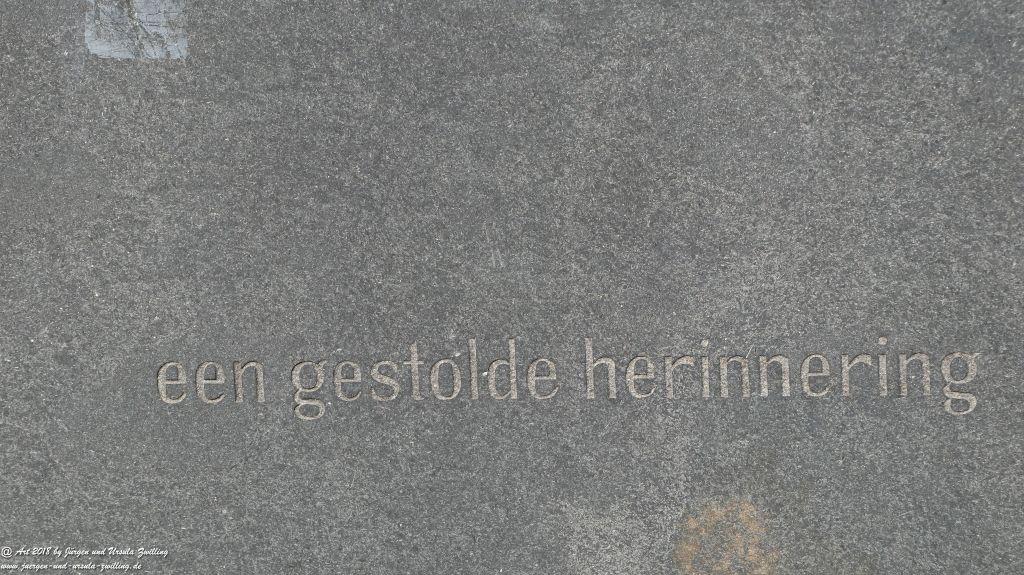 een gestolde herinnering
@ Art 2018 by Jürgen und Ursula Zwilling
www.juergen-und-ursula-zwilling.de